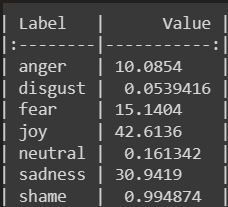 | Label    |      Value |
|:---------|-----------:|
| anger    | 10.0854    |
| disgust  |  0.0539416 |
| fear     | 15.1404    |
| joy      | 42.6136    |
| neutral  |  0.161342  |
| sadness  | 30.9419    |
| shame    |  0.994874  |